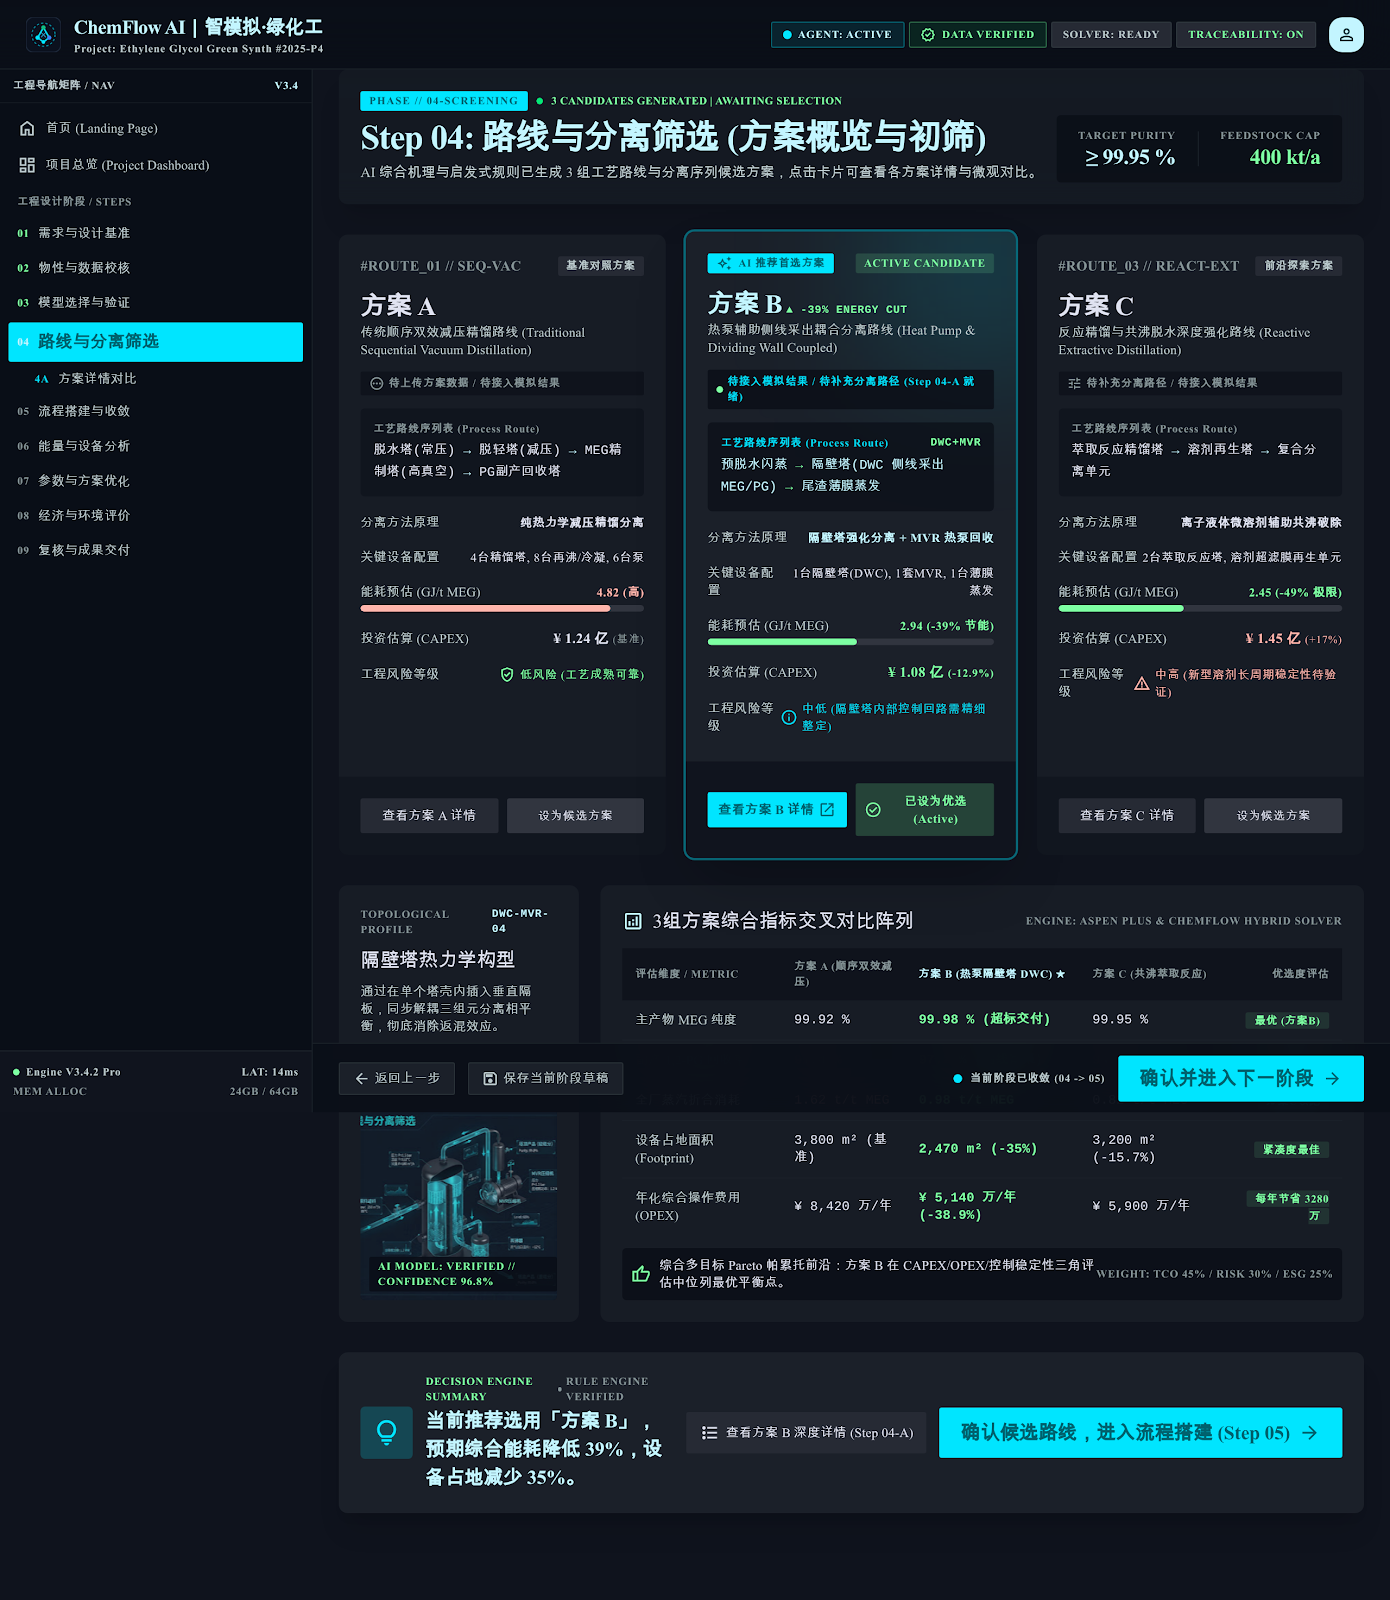 ChemFlow AI | 智模拟·绿化工
Project: Ethylene Glycol Green Synth #2025-P4
AGENT: ACTIVE
DATA VERIFIED
SOLVER: READY
TRACEABILITY: ON
工程导航矩阵 / NAV
V3.4
首页 (Landing Page)
项目总览 (Project Dashboard)
工程设计阶段 / STEPS
01 需求与设计基准
02 物性与数据校核
03 模型选择与验证
04 路线与分离筛选
4A 方案详情对比
05 流程搭建与收敛
06 能量与设备分析
07 参数与方案优化
08 经济与环境评价
09 复核与成果交付
Engine V3.4.2 Pro
LAT: 14ms
MEM ALLOC
24GB / 64GB
PHASE // 04-SCREENING
3 CANDIDATES GENERATED | AWAITING SELECTION
Step 04: 路线与分离筛选 (方案概览与初筛)
AI 综合机理与启发式规则已生成 3 组工艺路线与分离序列候选方案，点击卡片可查看各方案详情与微观对比。
TARGET PURITY
≥ 99.95 %
FEEDSTOCK CAP
400 kt/a
#ROUTE_01 // SEQ-VAC
基准对照方案
方案 A
传统顺序双效减压精馏路线 (Traditional
Sequential Vacuum Distillation)
待上传方案数据 / 待接入模拟结果
工艺路线序列表 (Process Route)
脱水塔(常压) → 脱轻塔(减压) → MEG精
制塔(高真空) → PG副产回收塔
分离方法原理
纯热力学减压精馏分离
关键设备配置
4台精馏塔, 8台再沸/冷凝, 6台泵
能耗预估 (GJ/t MEG)
4.82 (高)
投资估算 (CAPEX)
¥ 1.24 亿 (基准)
工程风险等级
低风险 (工艺成熟可靠)
查看方案 A 详情
设为候选方案
AI 推荐首选方案
ACTIVE CANDIDATE
方案 B ▲ -39% ENERGY CUT
热泵辅助侧线采出耦合分离路线 (Heat Pump &
Dividing Wall Coupled)
待接入模拟结果 / 待补充分离路径 (Step 04-A 就
绪)
工艺路线序列表 (Process Route)
DWC+MVR
预脱水闪蒸 → 隔壁塔(DWC 侧线采出
MEG/PG) → 尾渣薄膜蒸发
分离方法原理
隔壁塔强化分离 + MVR 热泵回收
关键设备配
置
1台隔壁塔(DWC), 1套MVR, 1台薄膜
蒸发
能耗预估 (GJ/t MEG)
2.94 (-39% 节能)
投资估算 (CAPEX)
¥ 1.08 亿 (-12.9%)
工程风险等
级
中低 (隔壁塔内部控制回路需精细
整定)
查看方案 B 详情
已设为优选
(Active)
#ROUTE_03 // REACT-EXT
前沿探索方案
方案 C
反应精馏与共沸脱水深度强化路线 (Reactive
Extractive Distillation)
待补充分离路径 / 待接入模拟结果
工艺路线序列表 (Process Route)
萃取反应精馏塔 → 溶剂再生塔 → 复合分
离单元
分离方法原理
离子液体微溶剂辅助共沸破除
关键设备配置
2台萃取反应塔, 溶剂超滤膜再生单元
能耗预估 (GJ/t MEG)
2.45 (-49% 极限)
投资估算 (CAPEX)
¥ 1.45 亿 (+17%)
工程风险等
级
中高 (新型溶剂长周期稳定性待验
证)
查看方案 C 详情
设为候选方案
TOPOLOGICAL
PROFILE
DWC-MVR-
04
隔壁塔热力学构型
通过在单个塔壳内插入垂直隔
板，同步解耦三组元分离相平
衡，彻底消除返混效应。
与分离筛选
AI MODEL: VERIFIED //
CONFIDENCE 96.8%
3组方案综合指标交叉对比阵列
ENGINE: ASPEN PLUS & CHEMFLOW HYBRID SOLVER
评估维度 / METRIC
方案 A (顺序双效减
压)
方案 B (热泵隔壁塔 DWC) ★
方案 C (共沸萃取反应)
优选度评估
主产物 MEG 纯度
99.92 %
99.98 % (超标交付)
99.95 %
最优 (方案B)
返回上一步
保存当前阶段草稿
当前阶段已收敛 (04 -> 05)
确认并进入下一阶段 →
设备占地面积
(Footprint)
3,800 m² (基
准)
2,470 m² (-35%)
3,200 m²
(-15.7%)
紧凑度最佳
年化综合操作费用
(OPEX)
¥ 8,420 万/年
¥ 5,140 万/年
(-38.9%)
¥ 5,900 万/年
每年节省 3280
万
综合多目标 Pareto 帕累托前沿：方案 B 在 CAPEX/OPEX/控制稳定性三角评
估中位列最优平衡点。
WEIGHT: TCO 45% / RISK 30% / ESG 25%
DECISION ENGINE
SUMMARY
• RULE ENGINE
VERIFIED
当前推荐选用「方案 B」，
预期综合能耗降低 39%，设
备占地减少 35%。
查看方案 B 深度详情 (Step 04-A)
确认候选路线，进入流程搭建 (Step 05) →